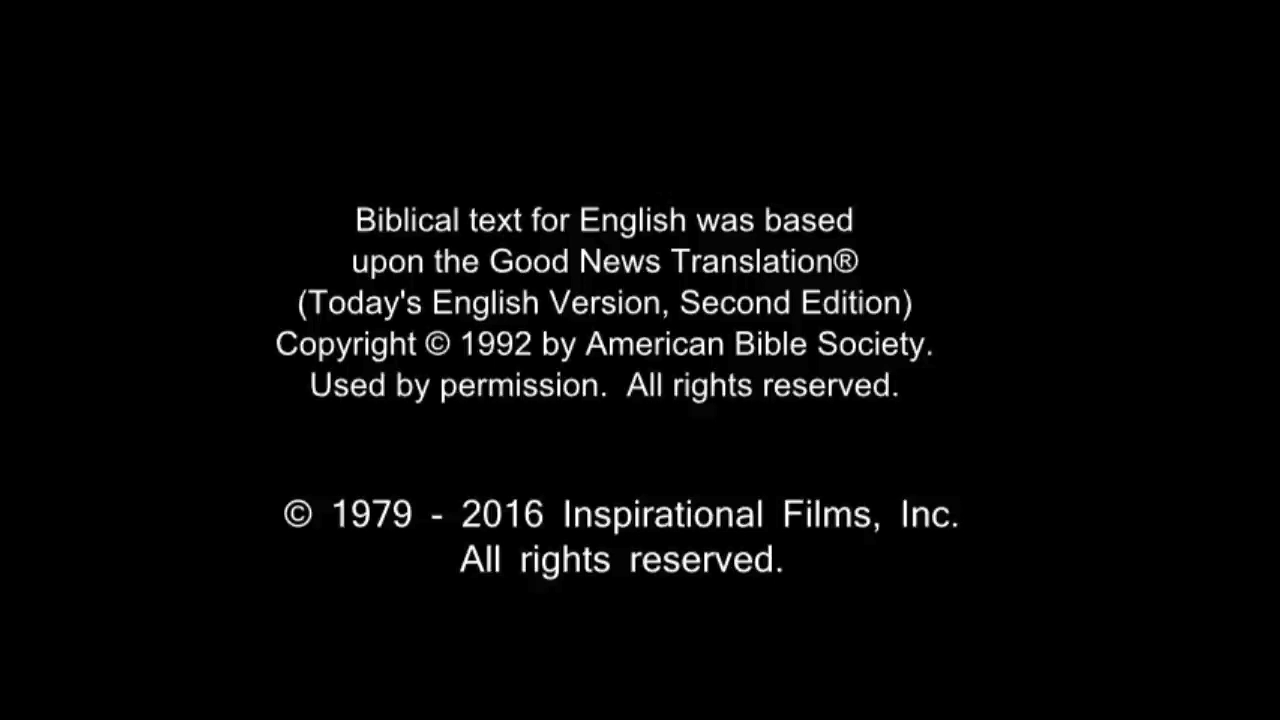 Biblical text for English was based
upon the Good News Translation®
(Today's English Version, Second Edition)
Copyright © 1992 by American Bible Society.
Used by permission.  All rights reserved.
© 1979 - 2016 Inspirational Films, Inc.
All rights reserved.